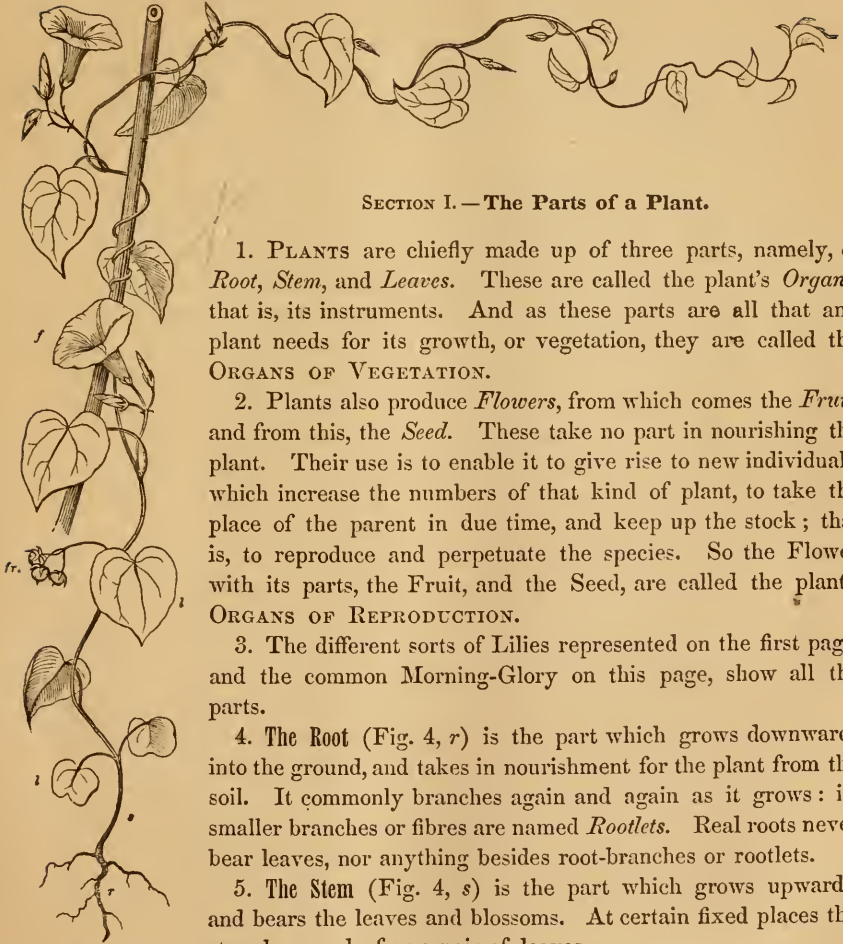 SECTION I. — The Parts of a Plant.
1. PLANTS are chiefly made up of three parts, namely,
Root, Stem, and Leaves. These are called the plant's Organ
that is, its instruments. And as these parts are all that an
plant needs for its growth, or vegetation, they are called th
ORGANS OF VEGETATION.
2. Plants also produce Flowers, from which comes the Frui
and from this, the Seed. These take no part in nourishing th
plant. Their use is to enable it to give rise to new individual
which increase the numbers of that kind of plant, to take th
place of the parent in due time, and keep up the stock; tha
is, to reproduce and perpetuate the species. So the Flowe
with its parts, the Fruit, and the Seed, are called the plant
ORGANS OF REPRODUCTION.
3. The different sorts of Lilies represented on the first pag
and the common Morning-Glory on this page, show all th
parts.
4. The Root (Fig. 4, r) is the part which grows downward
into the ground, and takes in nourishment for the plant from th
soil. It commonly branches again and again as it grows: i
smaller branches or fibres are named Rootlets. Real roots neve
bear leaves, nor anything besides root-branches or rootlets.
5. The Stem (Fig. 4, s) is the part which grows upward
and bears the leaves and blossoms. At certain fixed places th
f
fr.
l
l
s
r